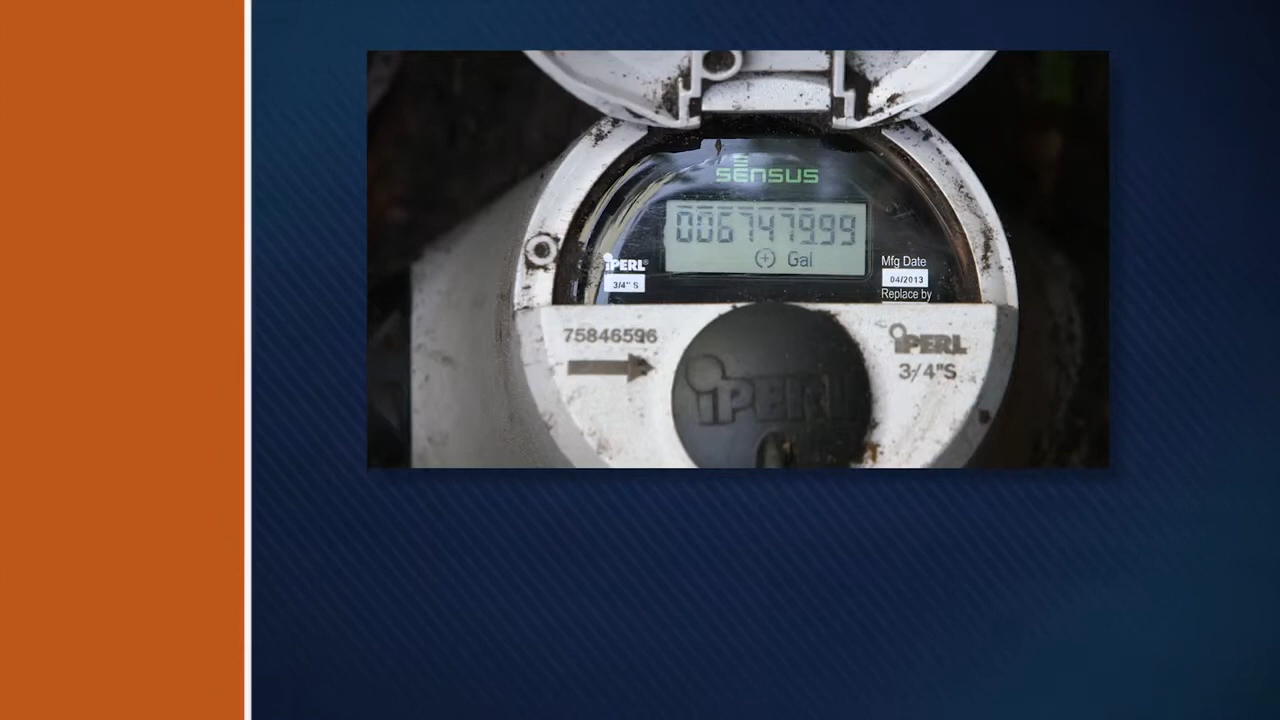 sensus
006747999
(+) Gal
iPERL®
3/4" S
Mfg Date
04/2013
Replace by
75846596
iPERL
3/4"S
iPERL